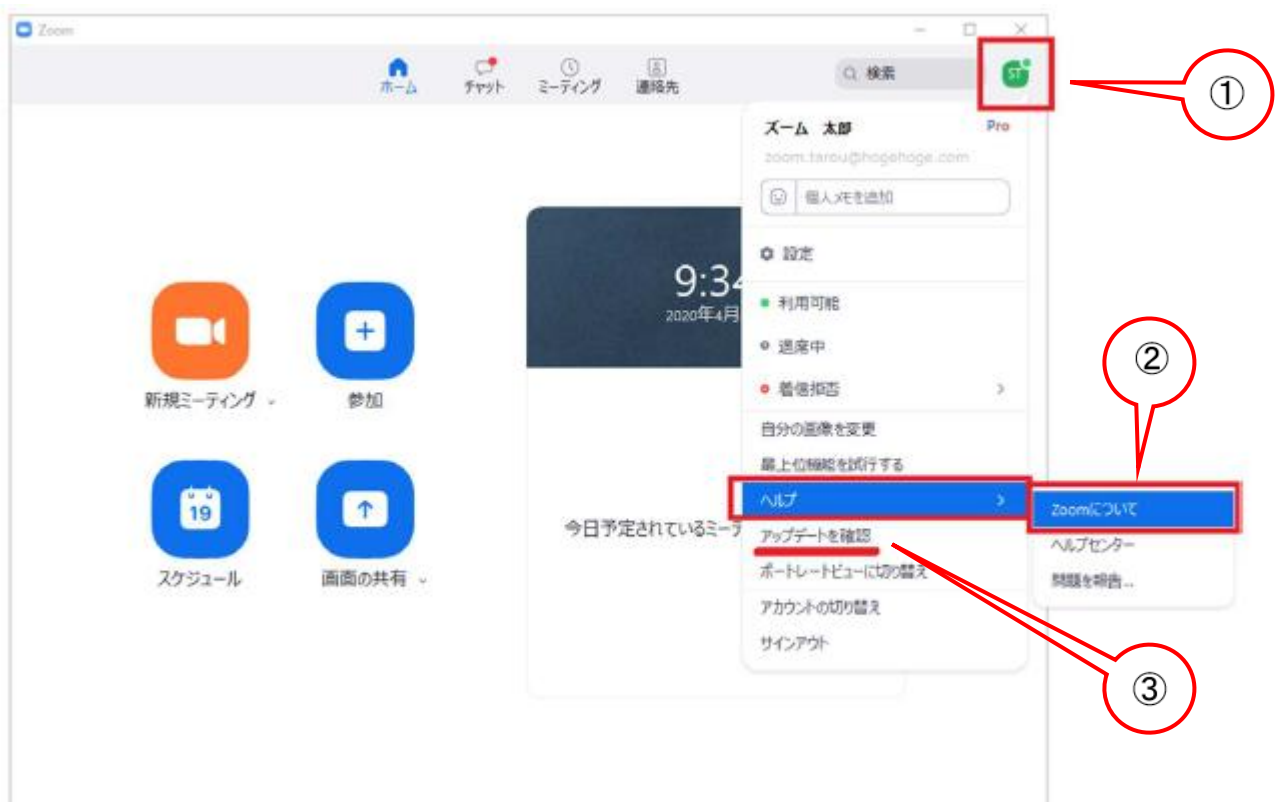 Zoom
ホーム
チャット
ミーティング
連絡先
検索
ST
①
ズーム 太郎 Pro
zoom.tarou@hogehoge.com
個人メモを追加
設定
9:34
2020年4月
利用可能
退席中
着信拒否
②
新規ミーティング
参加
自分の画像を変更
最上位機能を試行する
ヘルプ
Zoomについて
19
今日予定されているミーテ
アップデートを確認
ヘルプセンター
スケジュール
画面の共有
ポートレートビューに切り替え
問題を報告...
アカウントの切り替え
サインアウト
③